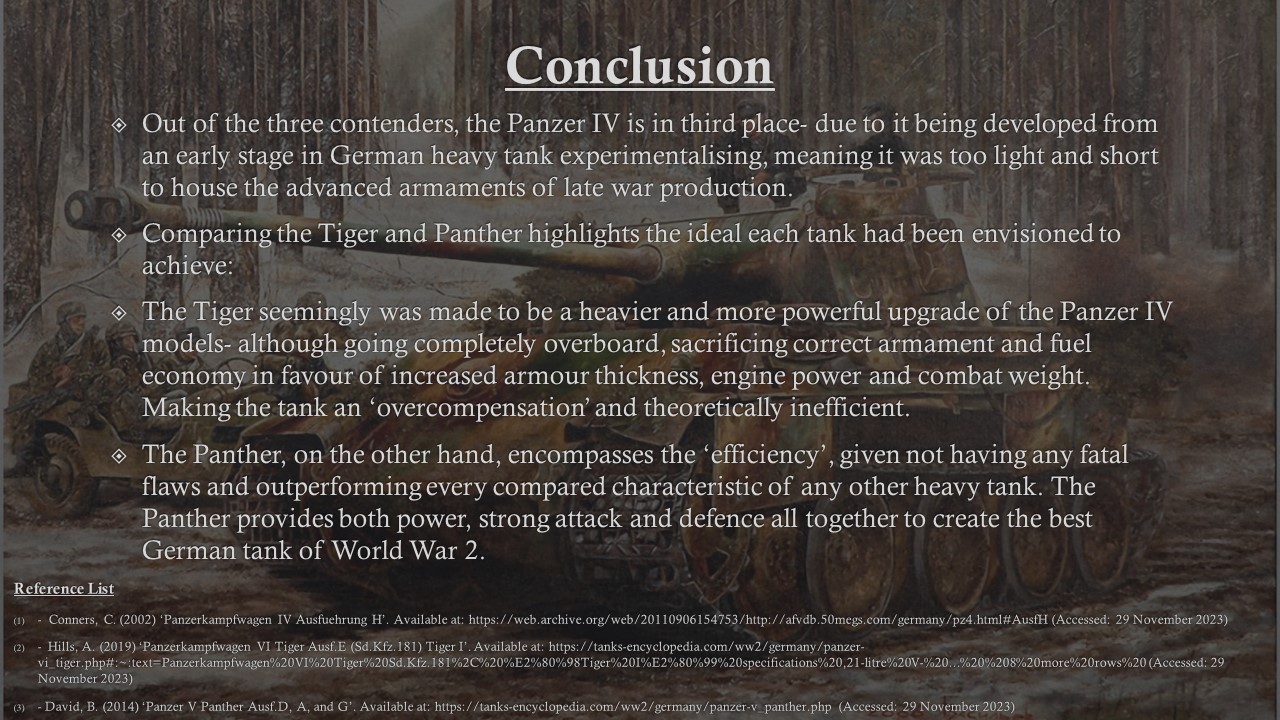 Conclusion
Out of the three contenders, the Panzer IV is in third place- due to it being developed from
an early stage in German heavy tank experimentalising, meaning it was too light and short
to house the advanced armaments of late war production.
Comparing the Tiger and Panther highlights the ideal each tank had been envisioned to
achieve:
The Tiger seemingly was made to be a heavier and more powerful upgrade of the Panzer IV
models- although going completely overboard, sacrificing correct armament and fuel
economy in favour of increased armour thickness, engine power and combat weight.
Making the tank an ‘overcompensation’ and theoretically inefficient.
The Panther, on the other hand, encompasses the ‘efficiency’, given not having any fatal
flaws and outperforming every compared characteristic of any other heavy tank. The
Panther provides both power, strong attack and defence all together to create the best
German tank of World War 2.
Reference List
(1) - Conners, C. (2002) ‘Panzerkampfwagen IV Ausfuehrung H’. Available at: https://web.archive.org/web/20110906154753/http://afvdb.50megs.com/germany/pz4.html#AusfH (Accessed: 29 November 2023)
(2) - Hills, A. (2019) ‘Panzerkampfwagen VI Tiger Ausf.E (Sd.Kfz.181) Tiger I’. Available at: https://tanks-encyclopedia.com/ww2/germany/panzer-
vi_tiger.php#:~:text=Panzerkampfwagen%20VI%20Tiger%20Sd.Kfz.181%2C%20%E2%80%98Tiger%20I%E2%80%99%20specifications%20,21-litre%20V-%20...%20%208%20more%20rows%20 (Accessed: 29
November 2023)
(3) - David, B. (2014) ‘Panzer V Panther Ausf.D, A, and G’. Available at: https://tanks-encyclopedia.com/ww2/germany/panzer-v_panther.php (Accessed: 29 November 2023)